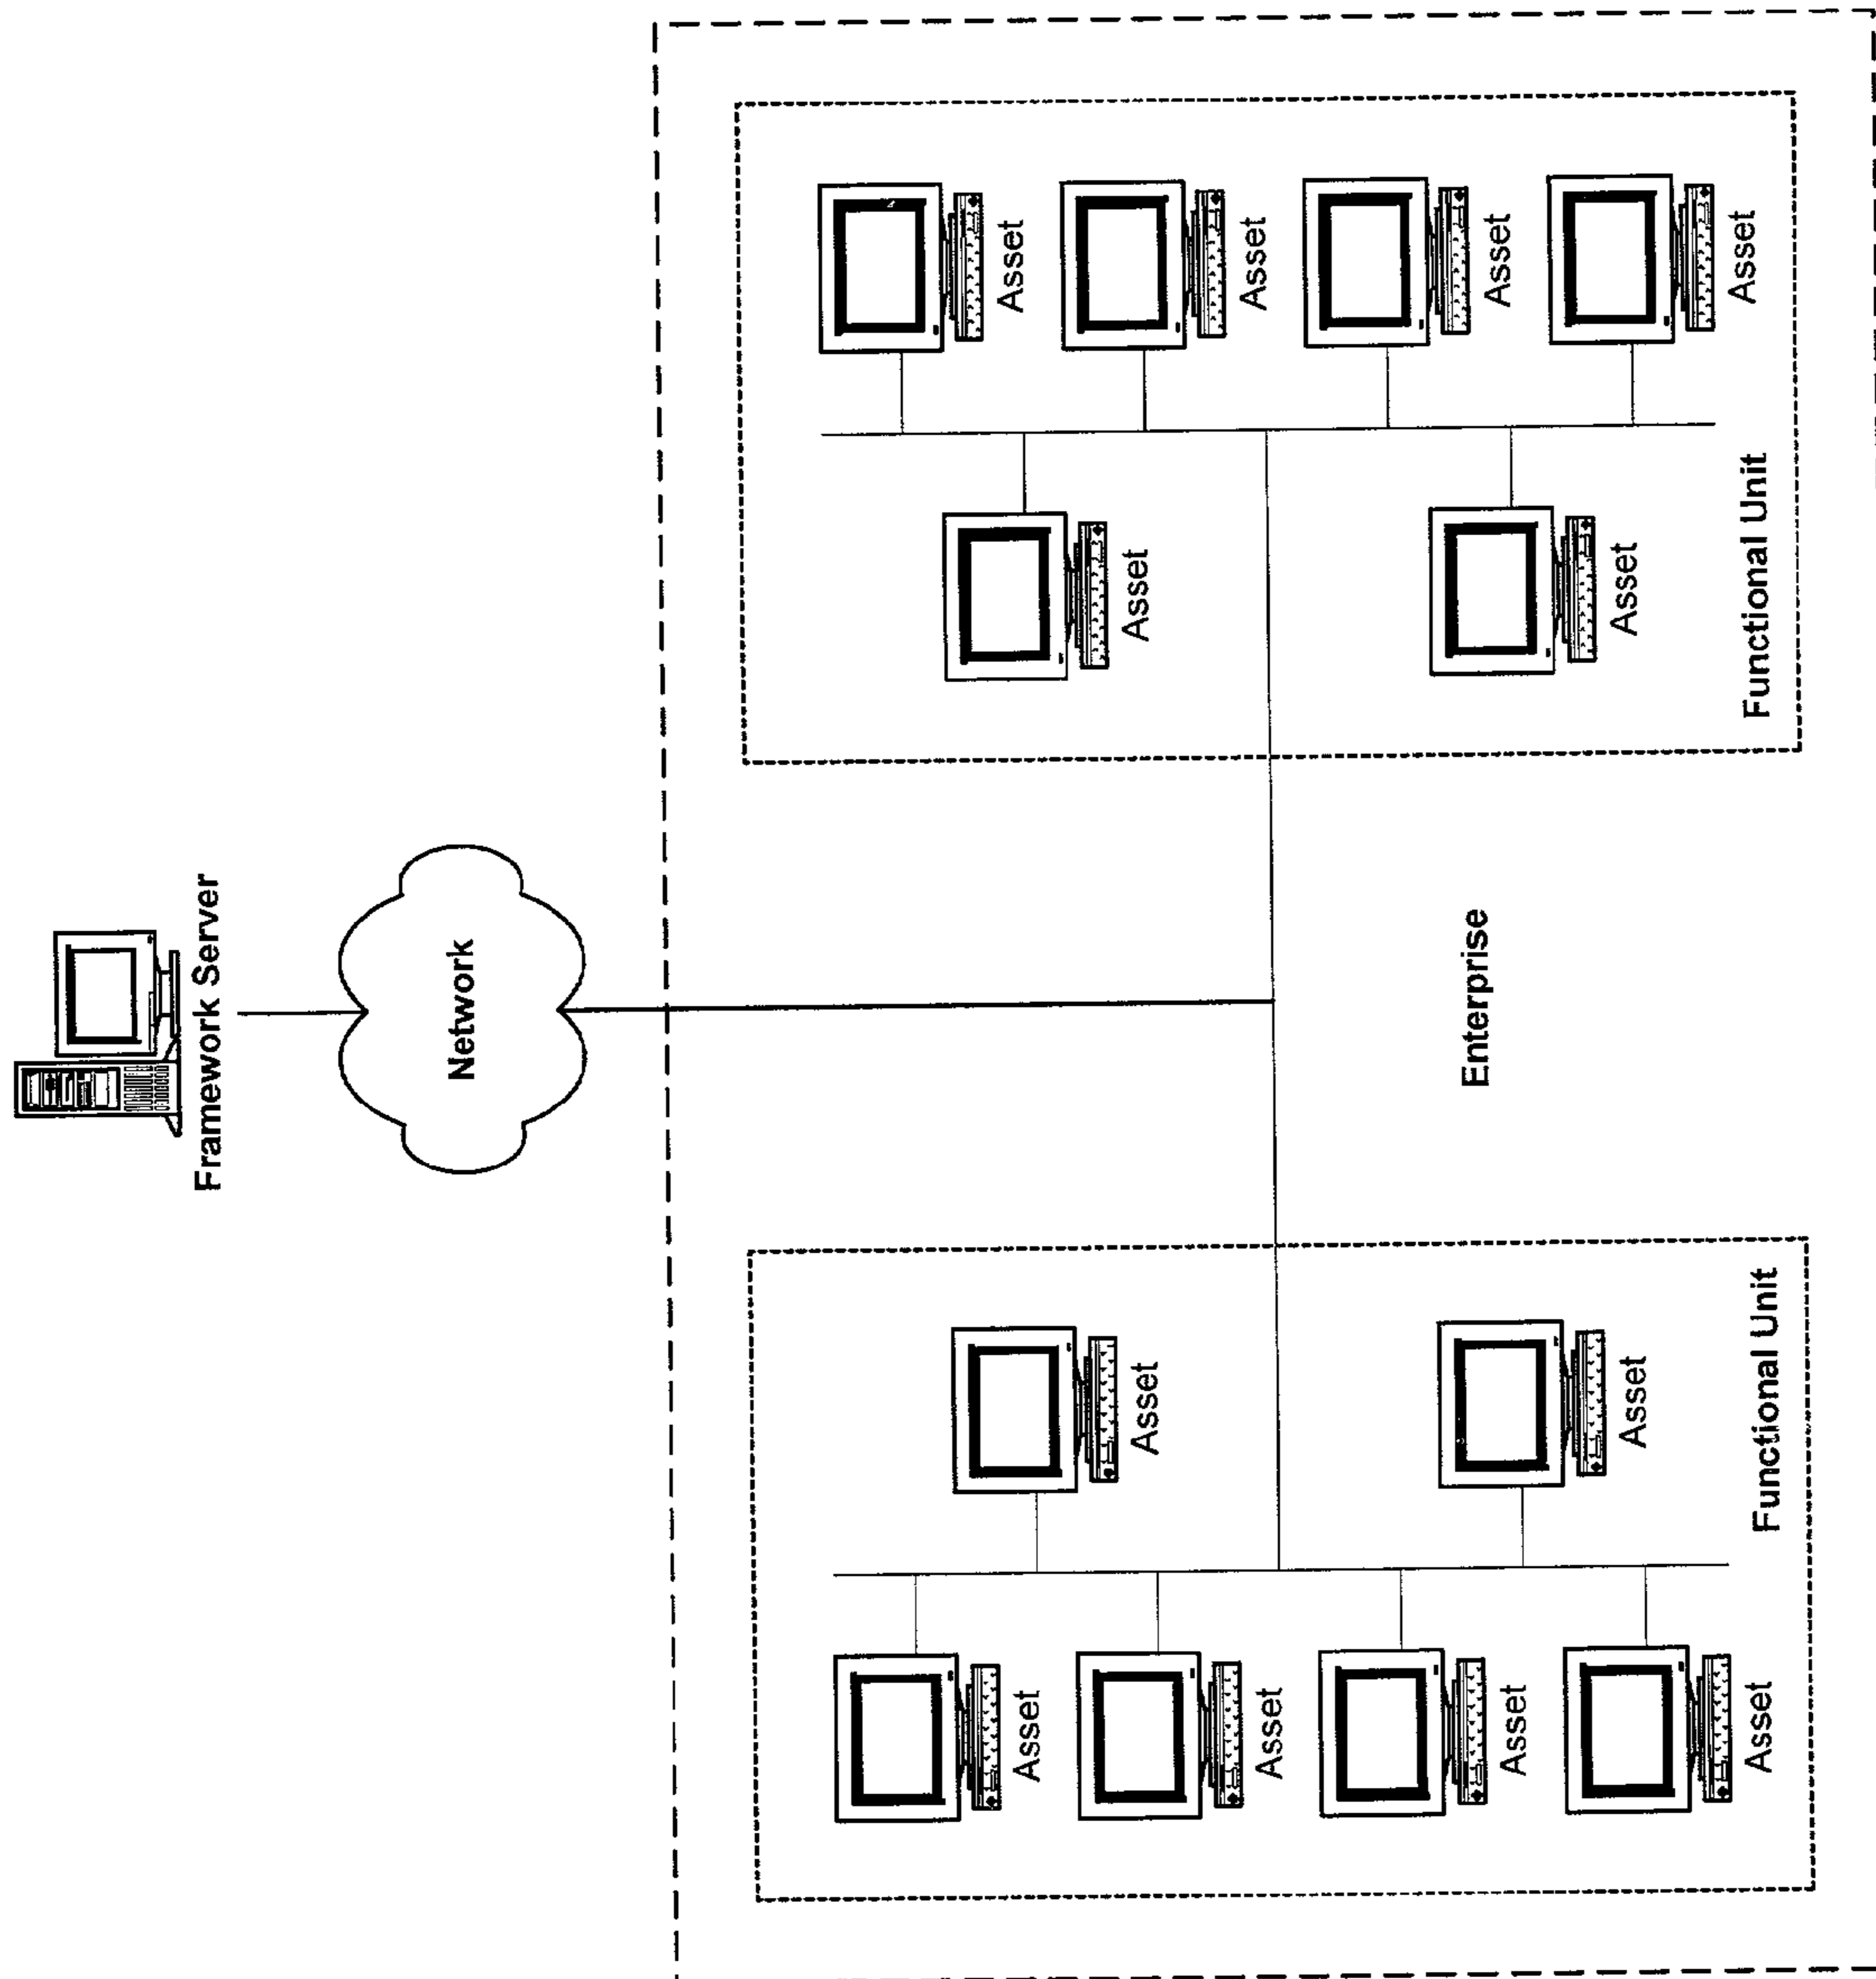 Framework Server
Network
Asset
Asset
Asset
Asset
Asset
Asset
Functional Unit
Enterprise
Asset
Asset
Asset
Asset
Asset
Asset
Functional Unit